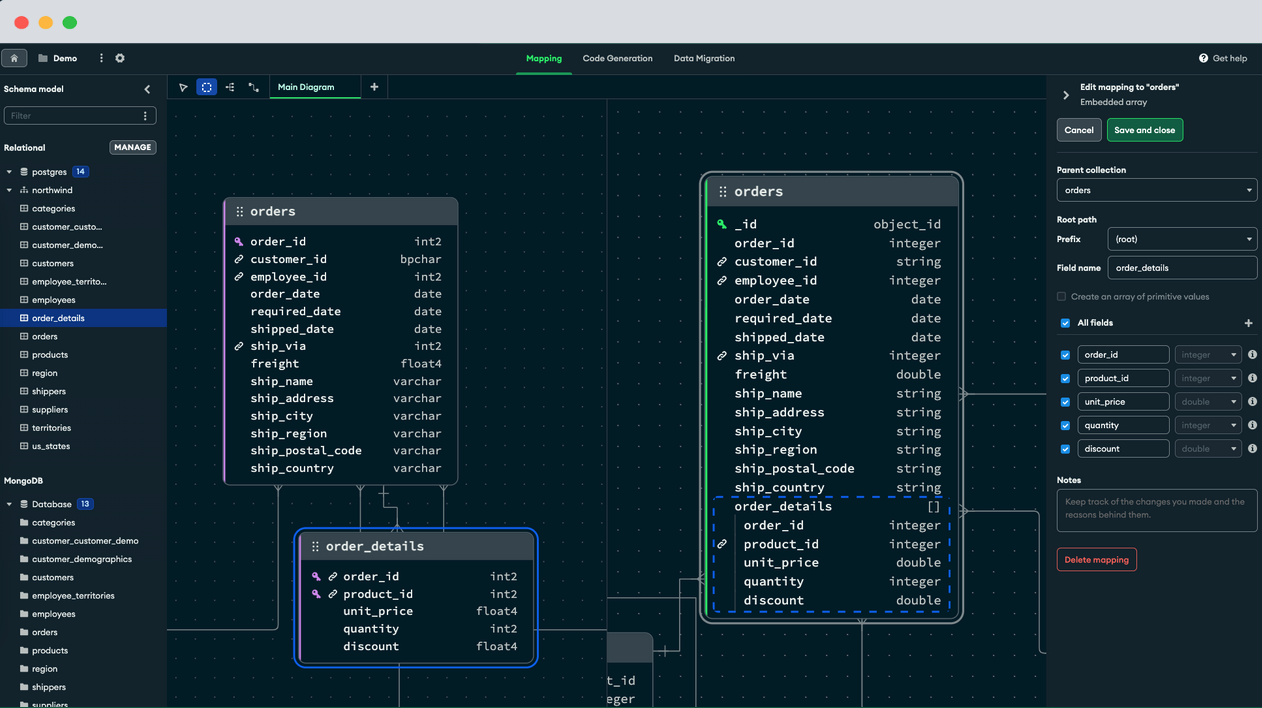 Demo
Mapping
Code Generation
Data Migration
Get help
Schema model
Filter
Relational
MANAGE
postgres 14
northwind
categories
customer_custo...
customer_demo...
customers
employee_territo...
employees
order_details
orders
products
region
shippers
suppliers
territories
us_states
MongoDB
Database 13
categories
customer_customer_demo
customer_demographics
customers
employee_territories
employees
orders
products
region
shippers
suppliers
Main Diagram
orders
order_id int2
customer_id bpchar
employee_id int2
order_date date
required_date date
shipped_date date
ship_via int2
freight float4
ship_name varchar
ship_address varchar
ship_city varchar
ship_region varchar
ship_postal_code varchar
ship_country varchar
order_details
order_id int2
product_id int2
unit_price float4
quantity int2
discount float4
orders
_id object_id
order_id integer
customer_id string
employee_id integer
order_date date
required_date date
shipped_date date
ship_via integer
freight double
ship_name string
ship_address string
ship_city string
ship_region string
ship_postal_code string
ship_country string
order_details []
order_id integer
product_id integer
unit_price double
quantity integer
discount double
t_id
eger
Edit mapping to "orders"
Embedded array
Cancel
Save and close
Parent collection
orders
Root path
Prefix (root)
Field name order_details
Create an array of primitive values
All fields
order_id integer
product_id integer
unit_price double
quantity integer
discount double
Notes
Keep track of the changes you made and the
reasons behind them.
Delete mapping